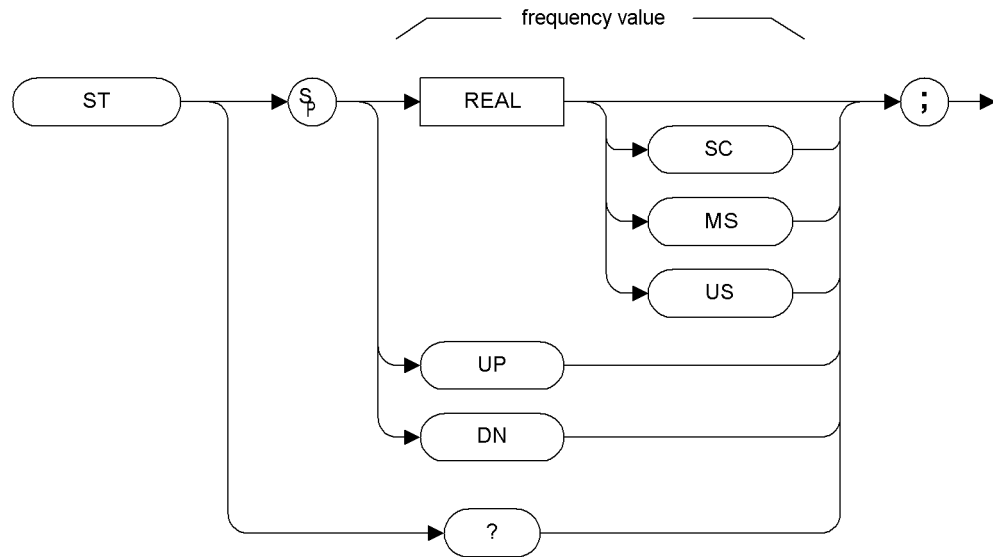 frequency value
ST
SP
REAL
;
SC
MS
US
UP
DN
?